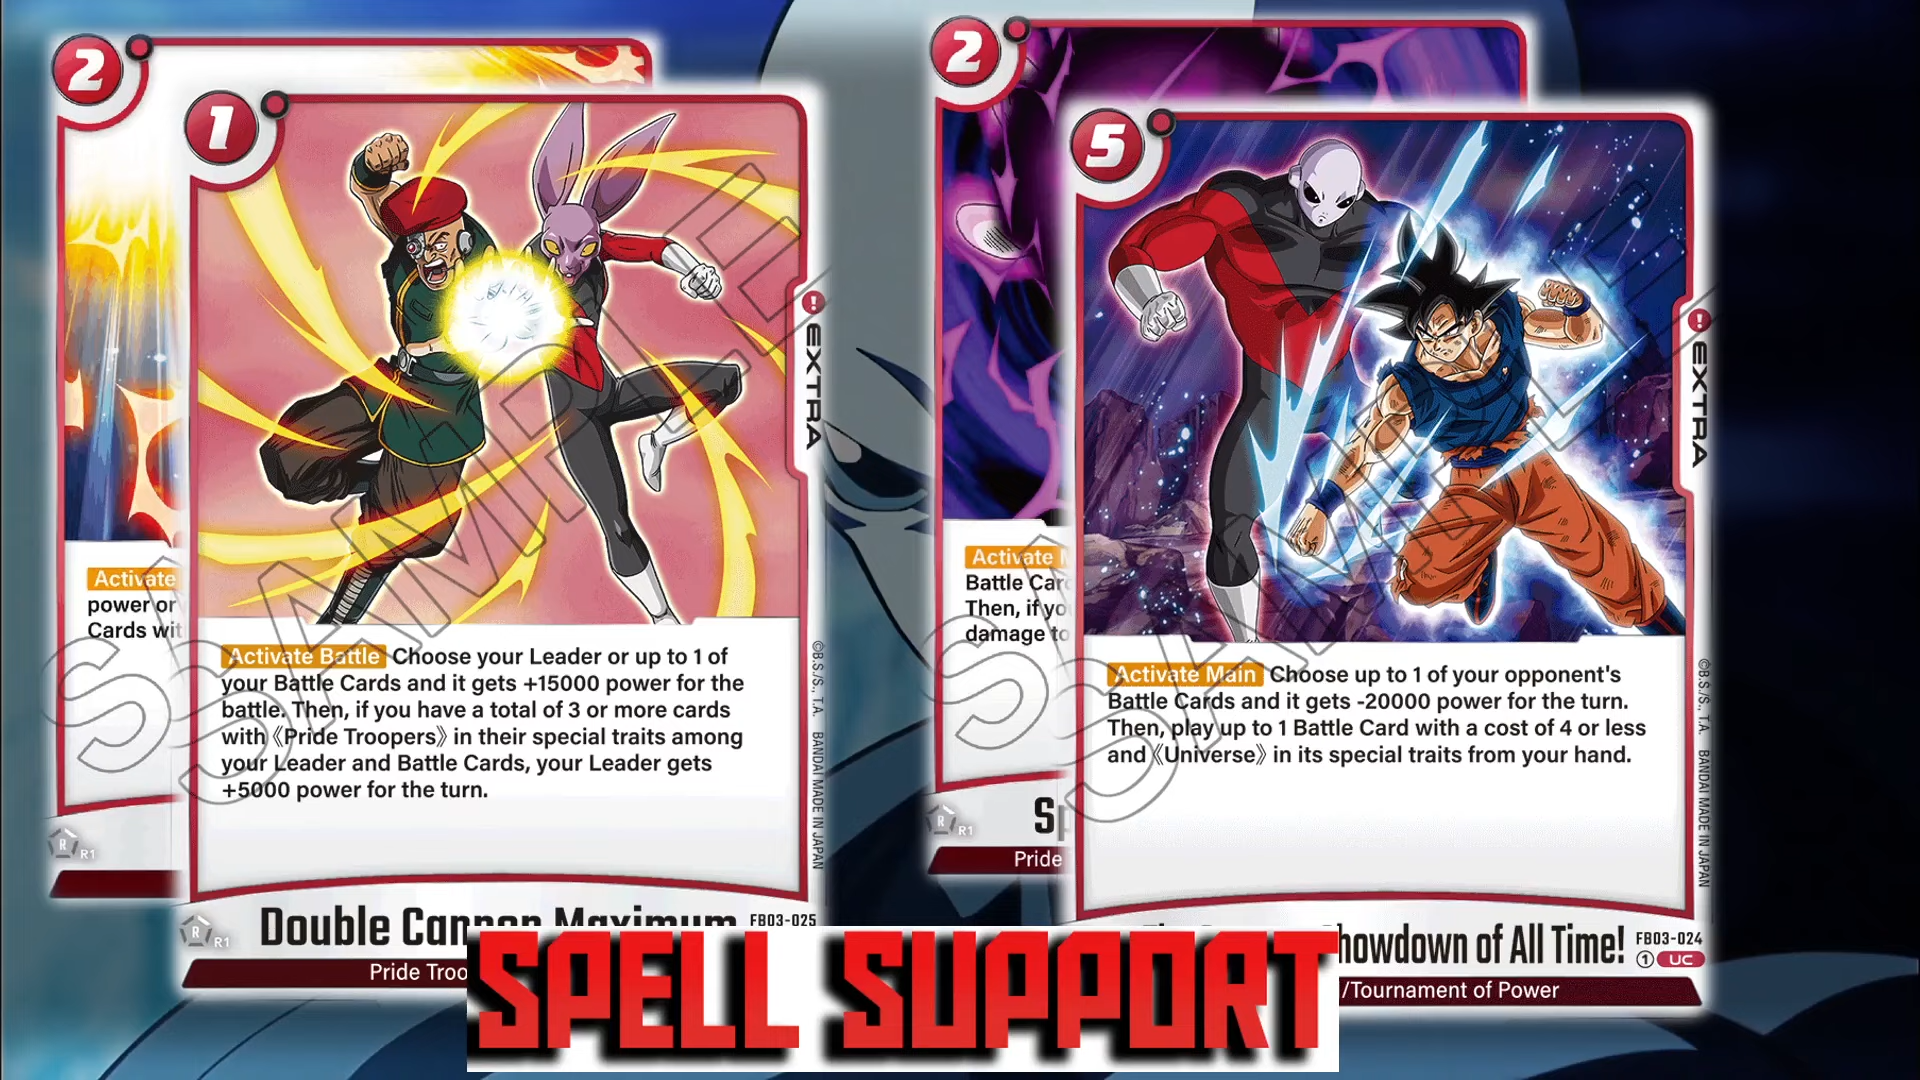 2
Activate
power or
Cards wit
R
R1
1
SAMPLE
! EXTRA
Activate Battle Choose your Leader or up to 1 of
your Battle Cards and it gets +15000 power for the
battle. Then, if you have a total of 3 or more cards
with《Pride Troopers》in their special traits among
your Leader and Battle Cards, your Leader gets
+5000 power for the turn.
©B.S./S., T.A. BANDAI MADE IN JAPAN
R
R1
Double Cannon Maximum
FB03-025
Pride Troo
2
Activate
Battle Card
Then, if yo
damage to
R
R1
Pride
5
SAMPLE
! EXTRA
Activate Main Choose up to 1 of your opponent's
Battle Cards and it gets -20000 power for the turn.
Then, play up to 1 Battle Card with a cost of 4 or less
and《Universe》in its special traits from your hand.
©B.S./S., T.A. BANDAI MADE IN JAPAN
Showdown of All Time!
FB03-024
1 UC
/Tournament of Power
SPELL SUPPORT